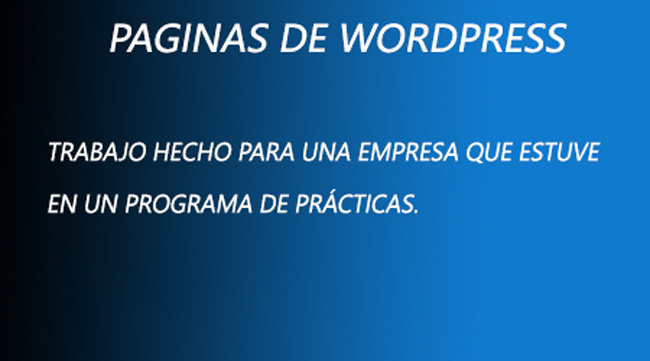 PAGINAS DE WORDPRESS
TRABAJO HECHO PARA UNA EMPRESA QUE ESTUVE
EN UN PROGRAMA DE PRÁCTICAS.